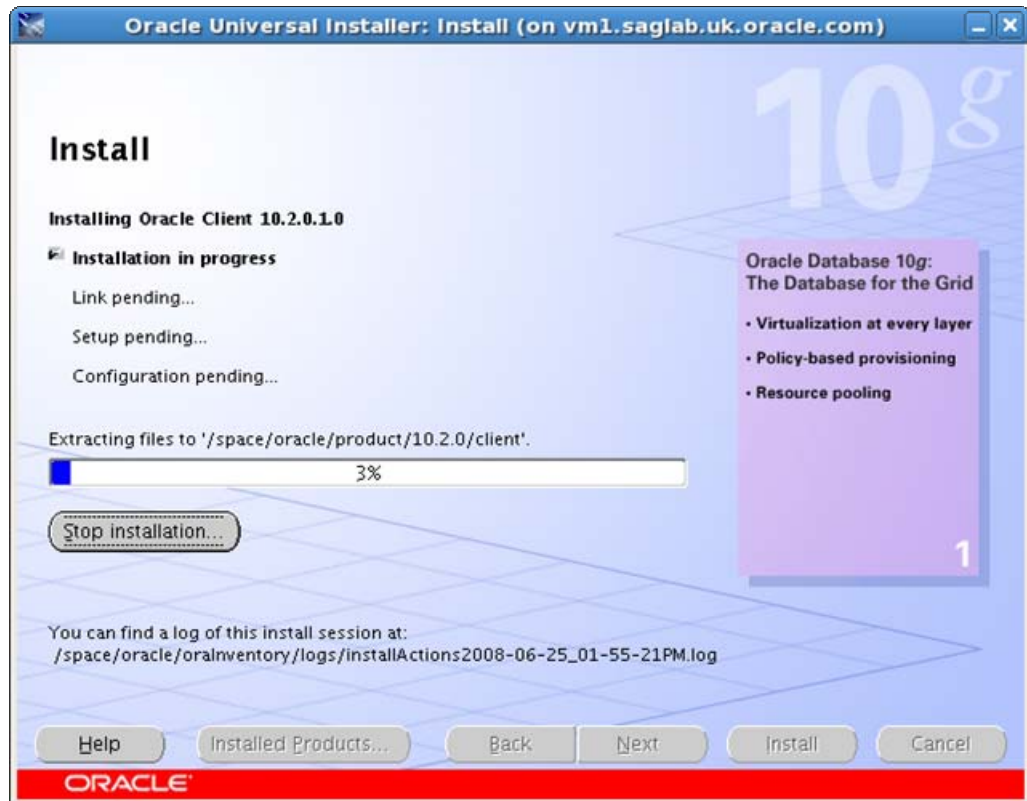 Oracle Universal Installer: Install (on vm1.saglab.uk.oracle.com)
10g
Install
Installing Oracle Client 10.2.0.1.0
Installation in progress
Link pending...
Setup pending...
Configuration pending...
Extracting files to '/space/oracle/product/10.2.0/client'.
3%
Stop installation...
Oracle Database 10g:
The Database for the Grid
• Virtualization at every layer
• Policy-based provisioning
• Resource pooling
1
You can find a log of this install session at:
/space/oracle/oraInventory/logs/installActions2008-06-25_01-55-21PM.log
Help
Installed Products...
Back
Next
Install
Cancel
ORACLE